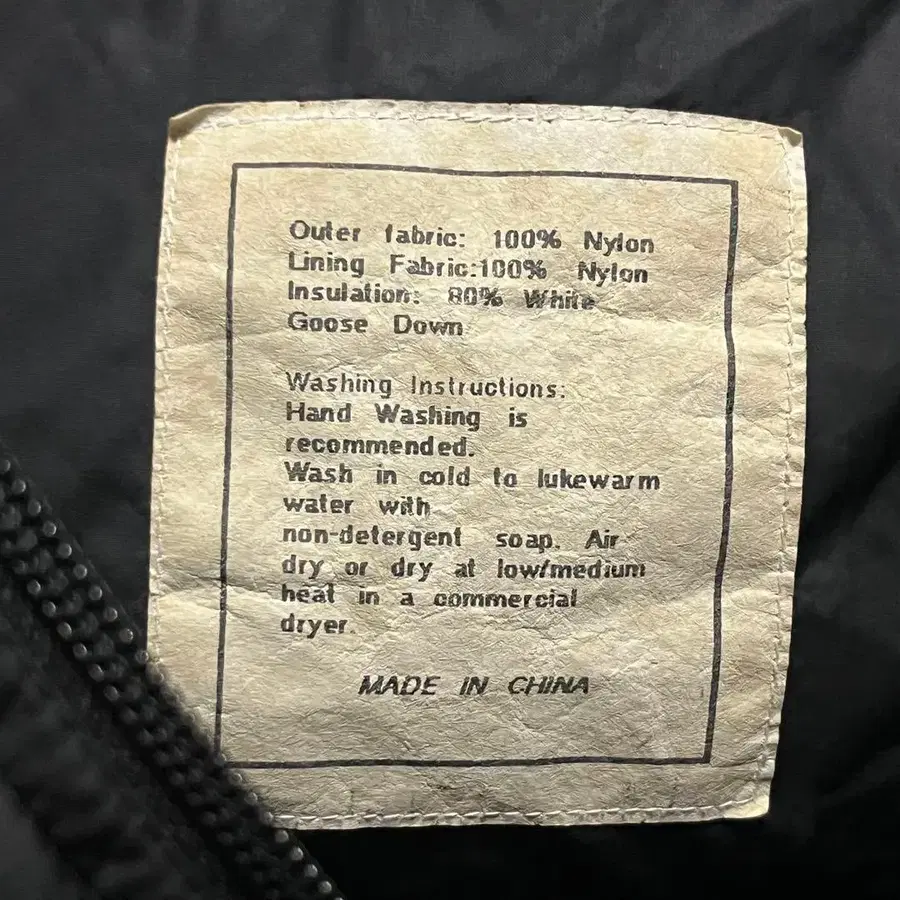 Outer fabric: 100% Nylon
Lining Fabric:100% Nylon
Insulation: 80% White
Goose Down
Washing Instructions:
Hand Washing is
recommended.
Wash in cold to lukewarm
water with
non-detergent soap. Air
dry or dry at low/medium
heat in a commercial
dryer.
MADE IN CHINA